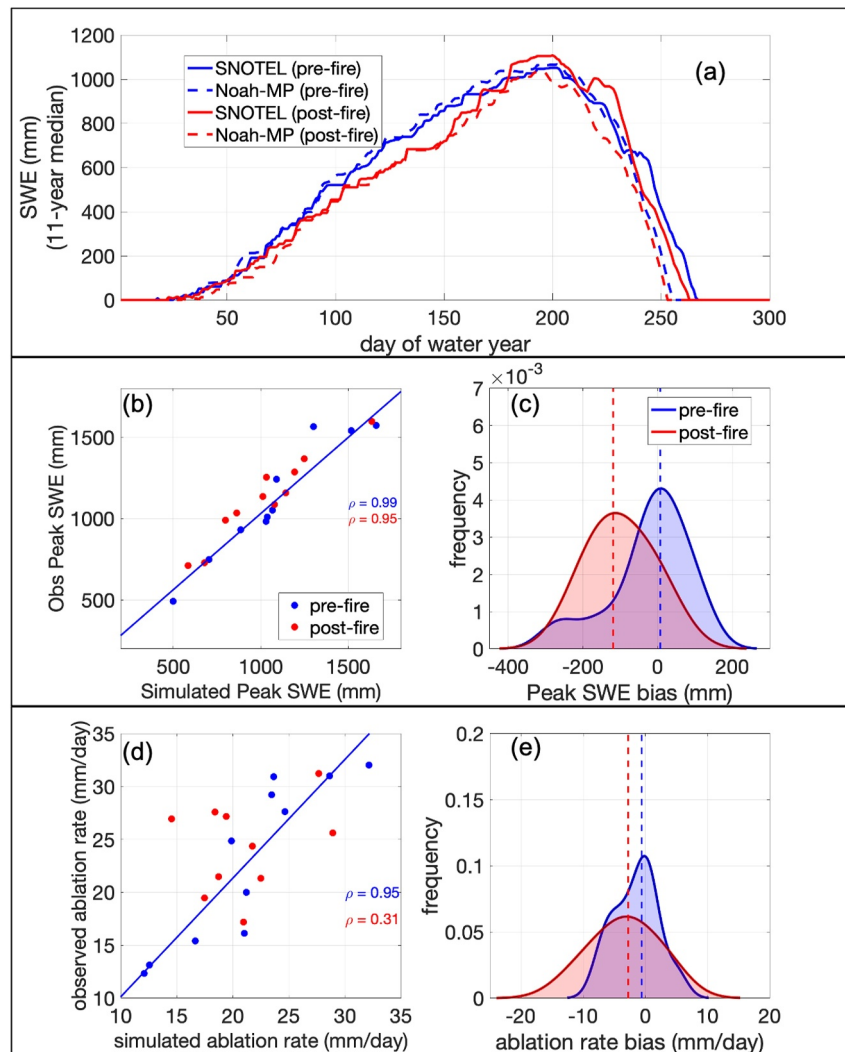 (a)
SNOTEL (pre-fire)
Noah-MP (pre-fire)
SNOTEL (post-fire)
Noah-MP (post-fire)
SWE (mm)
(11-year median)
1200
1000
800
600
400
200
0
50
100
150
200
250
300
day of water year
(b)
Obs Peak SWE (mm)
1500
1000
500
ρ = 0.99
ρ = 0.95
pre-fire
post-fire
500
1000
1500
Simulated Peak SWE (mm)
(c)
×10⁻³
frequency
7
6
5
4
3
2
1
0
pre-fire
post-fire
-400
-200
0
200
Peak SWE bias (mm)
(d)
observed ablation rate (mm/day)
35
30
25
20
15
10
ρ = 0.95
ρ = 0.31
10
15
20
25
30
35
simulated ablation rate (mm/day)
(e)
frequency
0.2
0.15
0.1
0.05
0
-20
-10
0
10
20
ablation rate bias (mm/day)